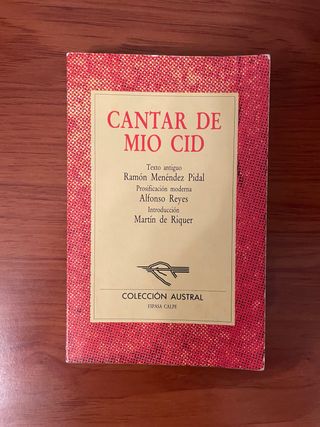 CANTAR DE
MIO CID
Texto antiguo
Ramón Menéndez Pidal
Prosificación moderna
Alfonso Reyes
Introducción
Martín de Riquer
COLECCIÓN AUSTRAL
ESPASA CALPE